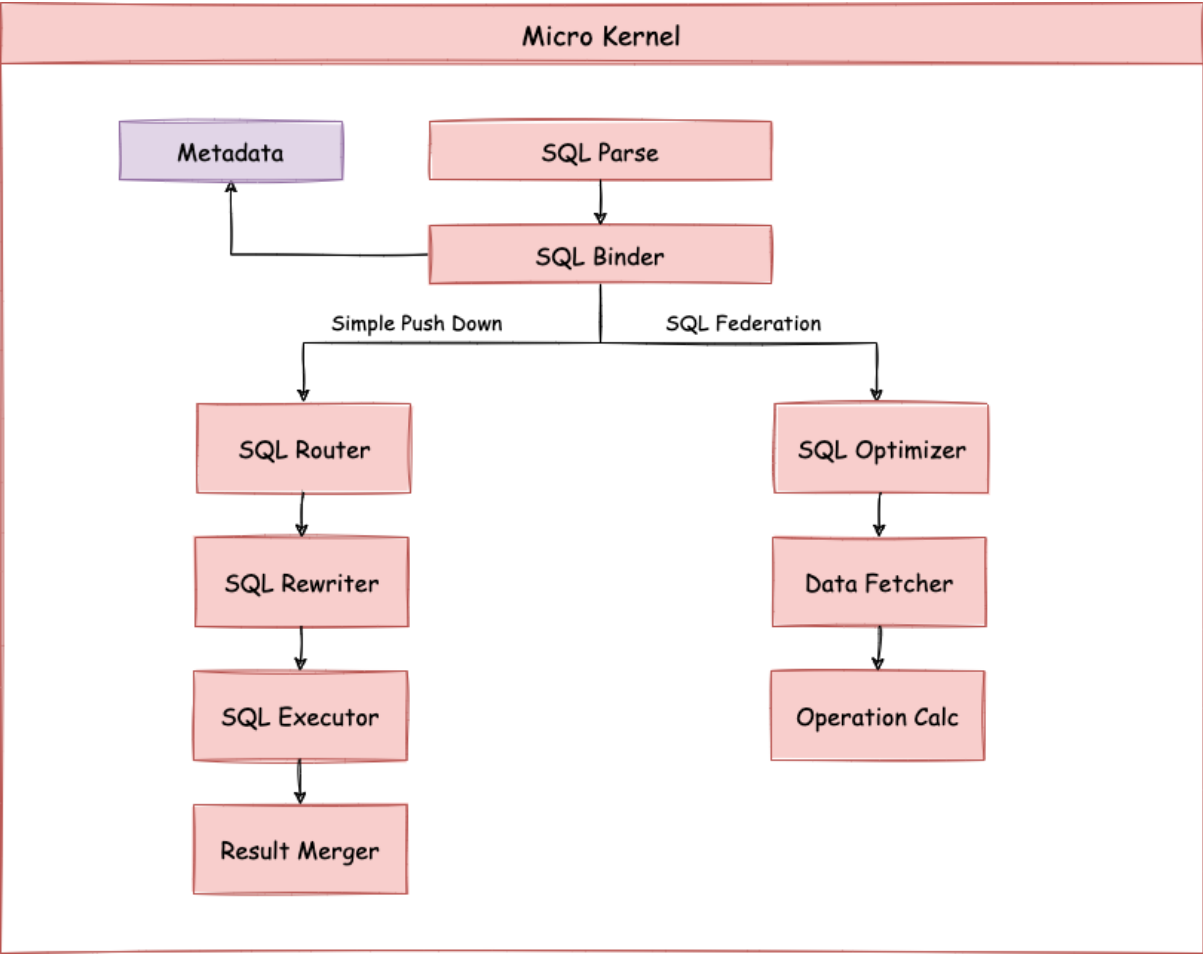 Micro Kernel
Metadata
SQL Parse
SQL Binder
Simple Push Down
SQL Federation
SQL Router
SQL Optimizer
SQL Rewriter
Data Fetcher
SQL Executor
Operation Calc
Result Merger